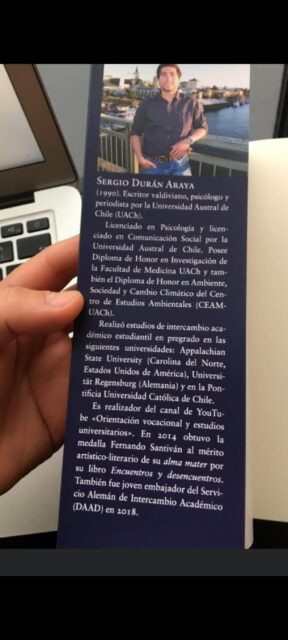 SERGIO DURÁN ARAYA
(1990). Escritor valdiviano, psicólogo y
periodista por la Universidad Austral de
Chile (UACh).
Licenciado en Psicología y licen-
ciado en Comunicación Social por la
Universidad Austral de Chile. Posee
Diploma de Honor en Investigación de
la Facultad de Medicina UACh y tam-
bién el Diploma de Honor en Ambiente,
Sociedad y Cambio Climático del Cen-
tro de Estudios Ambientales (CEAM-
UACh).
Realizó estudios de intercambio aca-
démico estudiantil en pregrado en las
siguientes universidades: Appalachian
State University (Carolina del Norte,
Estados Unidos de América), Universi-
tät Regensburg (Alemania) y en la Pon-
tificia Universidad Católica de Chile.
Es realizador del canal de YouTu-
be «Orientación vocacional y estudios
universitarios». En 2014 obtuvo la
medalla Fernando Santiván al mérito
artístico-literario de su alma mater por
su libro Encuentros y desencuentros.
También fue joven embajador del Servi-
cio Alemán de Intercambio Académico
(DAAD) en 2018.